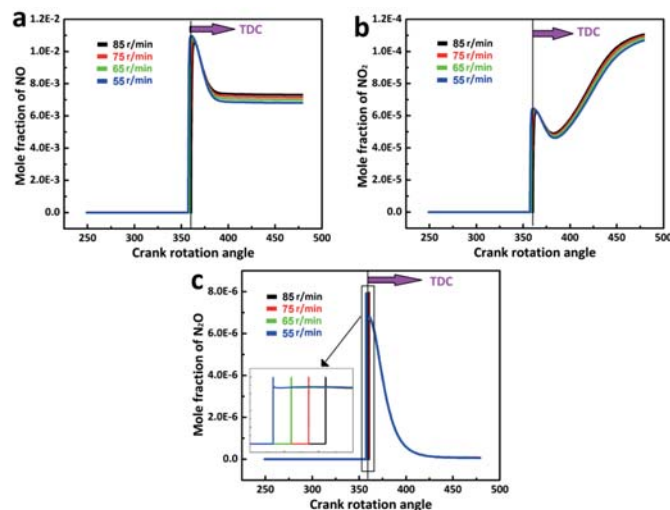 a
TDC
85 r/min
75 r/min
65 r/min
55 r/min
Mole fraction of NO
1.2E-2
1.0E-2
8.0E-3
6.0E-3
4.0E-3
2.0E-3
0.0
250 300 350 400 450 500
Crank rotation angle
b
TDC
85 r/min
75 r/min
65 r/min
55 r/min
Mole fraction of NO₂
1.0E-4
8.0E-5
6.0E-5
4.0E-5
2.0E-5
0.0
250 300 350 400 450 500
Crank rotation angle
c
TDC
85 r/min
75 r/min
65 r/min
55 r/min
Mole fraction of N₂O
8.0E-6
6.0E-6
4.0E-6
2.0E-6
0.0
250 300 350 400 450 500
Crank rotation angle